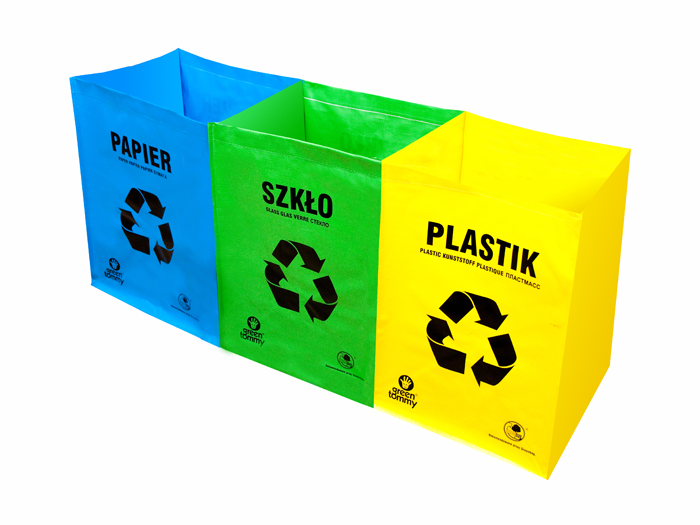 PAPIER
SZKŁO
GLASS GLAS VERRE СТЕКЛО
PLASTIK
PLASTIC KUNSTSTOFF PLASTIQUE ПЛАСТМАСС
green
tommy
green
tommy
green
tommy